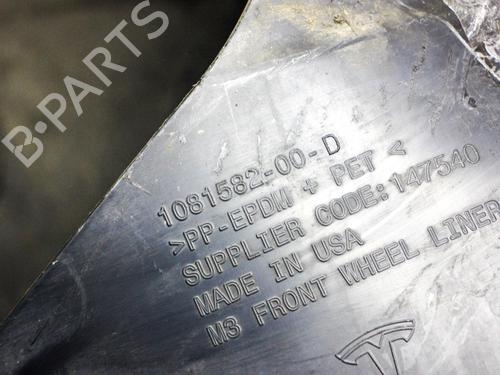 B-PARTS
1081582-00-D
>PP-EPDM + PET <
SUPPLIER CODE: 147540
MADE IN USA
M3 FRONT WHEEL LINER